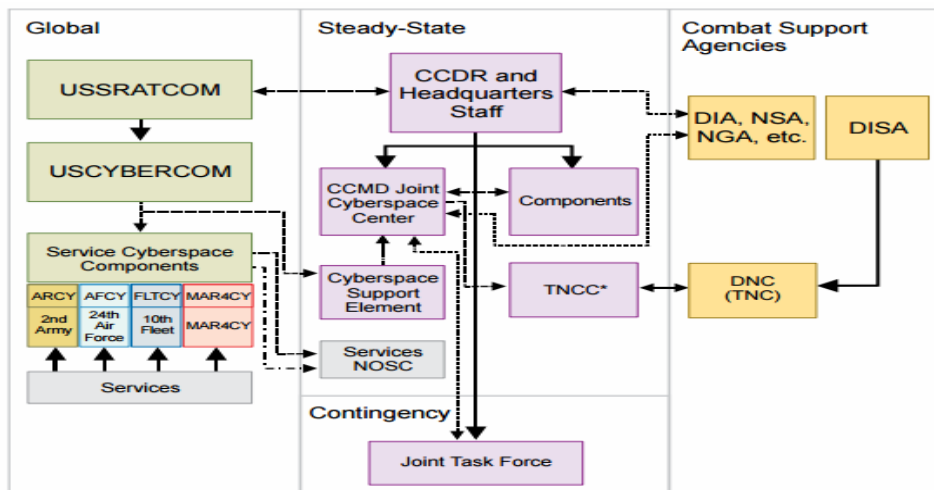 Global
Steady-State
Combat Support
Agencies
USSRATCOM
CCDR and
Headquarters
Staff
DIA, NSA,
NGA, etc.
DISA
USCYBERCOM
CCMD Joint
Cyberspace
Center
Components
Service Cyberspace
Components
ARCY
AFCY
FLTCY
MAR4CY
2nd
Army
24th
Air
Force
10th
Fleet
MAR4CY
Services
Cyberspace
Support
Element
TNCC*
DNC
(TNC)
Services
NOSC
Contingency
Joint Task Force